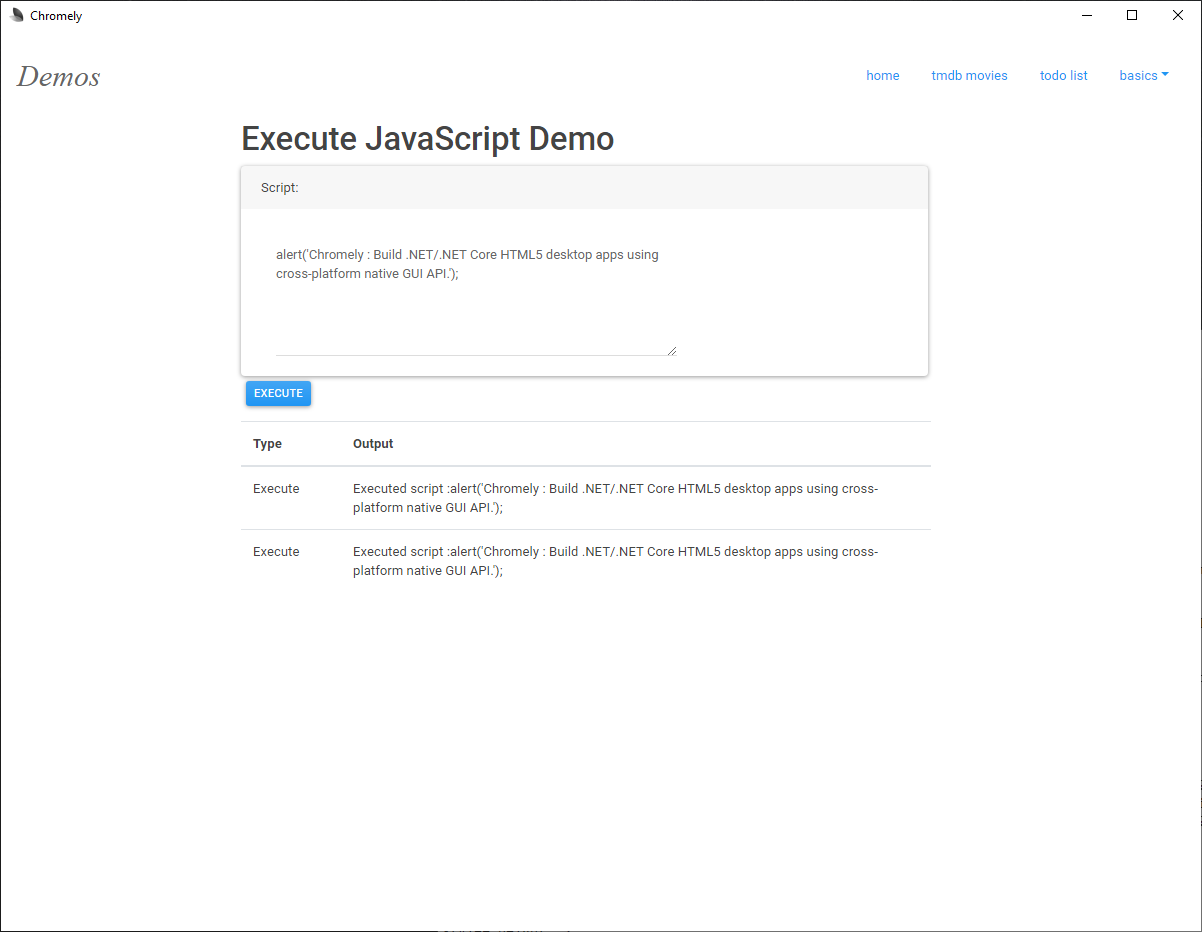 Chromely
Demos
home
tmdb movies
todo list
basics
Execute JavaScript Demo
Script:
alert('Chromely : Build .NET/.NET Core HTML5 desktop apps using
cross-platform native GUI API.');
EXECUTE
Type Output
Execute Executed script :alert('Chromely : Build .NET/.NET Core HTML5 desktop apps using cross-
platform native GUI API.');
Execute Executed script :alert('Chromely : Build .NET/.NET Core HTML5 desktop apps using cross-
platform native GUI API.');